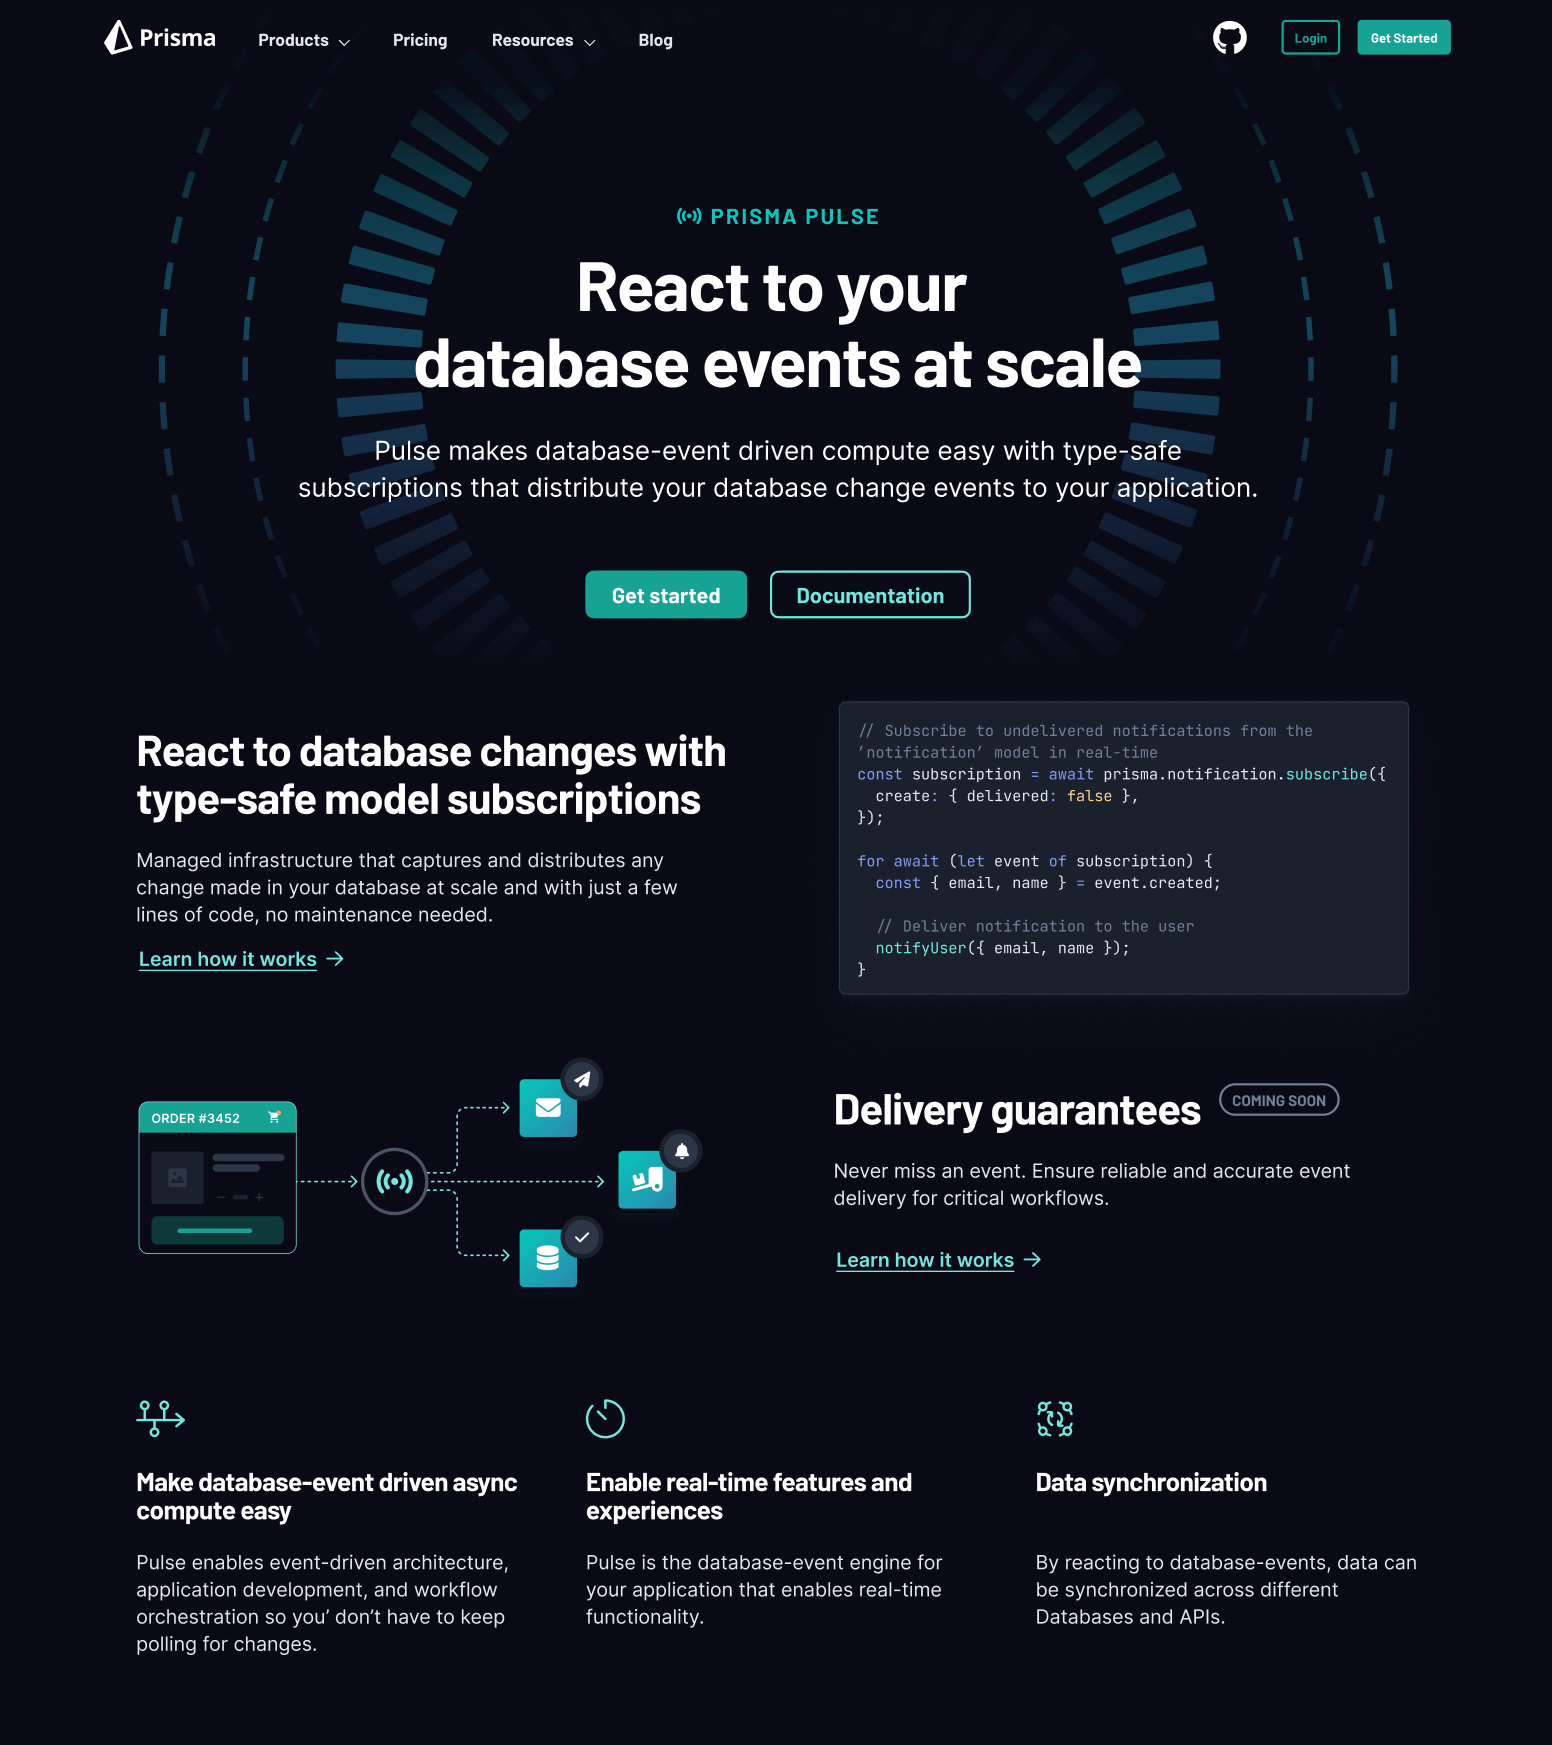 Prisma
Products
Pricing
Resources
Blog
Login
Get Started
PRISMA PULSE
React to your
database events at scale
Pulse makes database-event driven compute easy with type-safe
subscriptions that distribute your database change events to your application.
Get started
Documentation
React to database changes with
type-safe model subscriptions
Managed infrastructure that captures and distributes any
change made in your database at scale and with just a few
lines of code, no maintenance needed.
Learn how it works →
// Subscribe to undelivered notifications from the
’notification’ model in real-time
const subscription = await prisma.notification.subscribe({
  create: { delivered: false },
});
for await (let event of subscription) {
  const { email, name } = event.created;
  // Deliver notification to the user
  notifyUser({ email, name });
}
ORDER #3452
Delivery guarantees
COMING SOON
Never miss an event. Ensure reliable and accurate event
delivery for critical workflows.
Learn how it works →
Make database-event driven async
compute easy
Pulse enables event-driven architecture,
application development, and workflow
orchestration so you’ don’t have to keep
polling for changes.
Enable real-time features and
experiences
Pulse is the database-event engine for
your application that enables real-time
functionality.
Data synchronization
By reacting to database-events, data can
be synchronized across different
Databases and APIs.